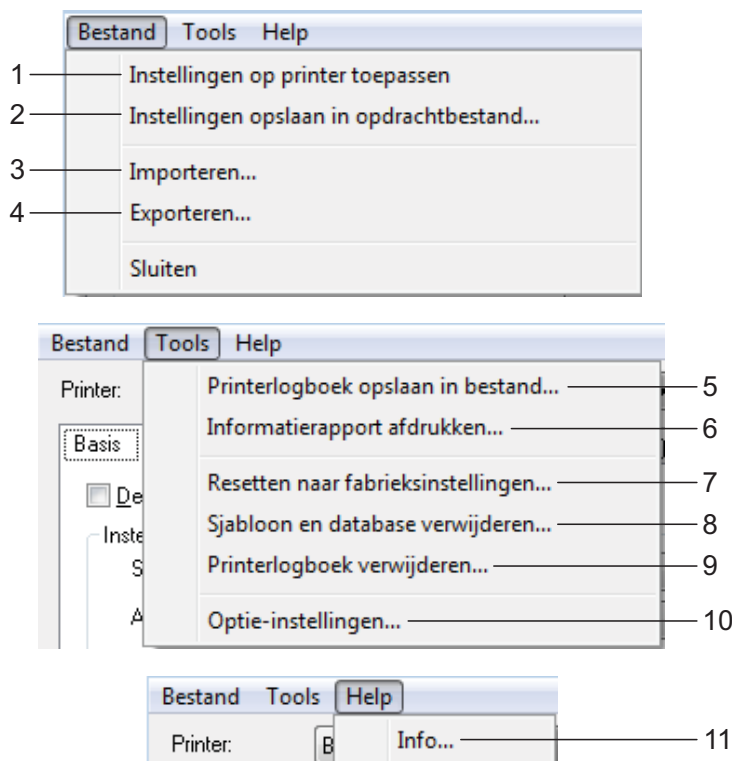 Bestand Tools Help
1 Instellingen op printer toepassen
2 Instellingen opslaan in opdrachtbestand...
3 Importeren...
4 Exporteren...
Sluiten
Bestand Tools Help
Printer:
Printerlogboek opslaan in bestand... 5
Informatierapport afdrukken... 6
Basis
Resetten naar fabrieksinstellingen... 7
De
Sjabloon en database verwijderen... 8
Inste
Printerlogboek verwijderen... 9
S
A
Optie-instellingen... 10
Bestand Tools Help
Printer: B Info... 11